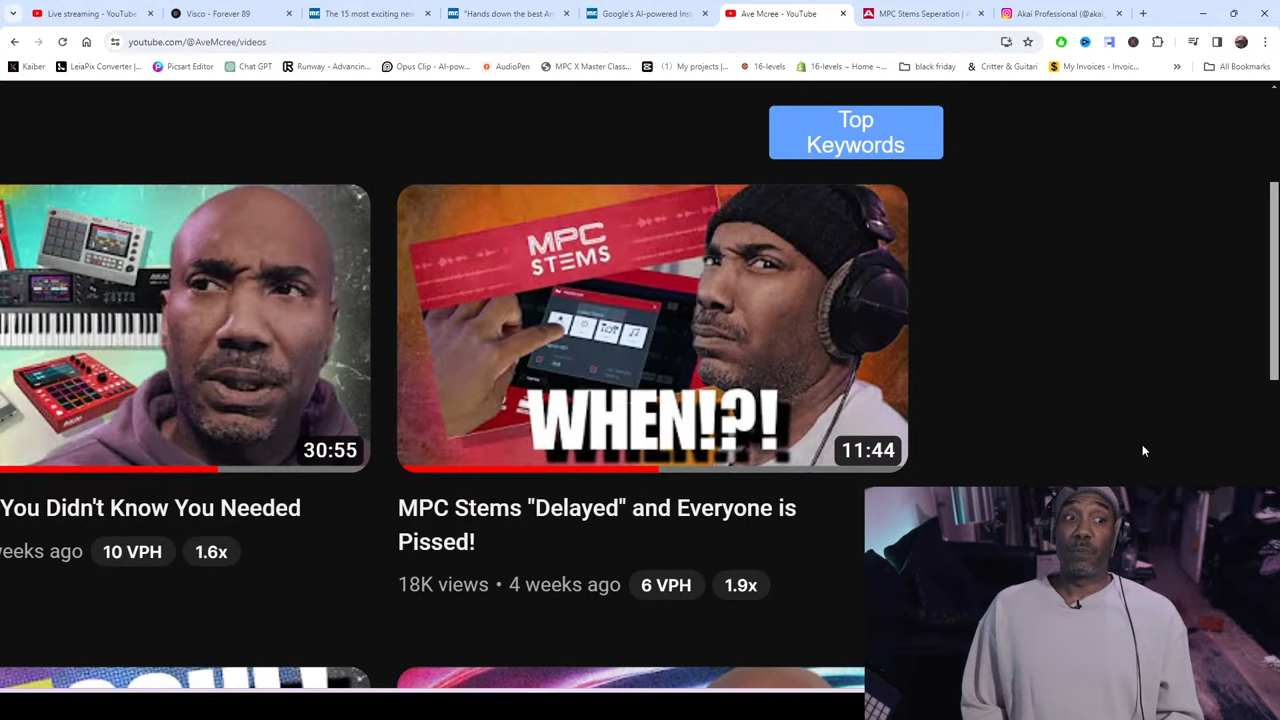 Live streaming - YouTube
Visco - Forever 89
The 15 most exciting new
"Hands down the best An
Google's AI-powered Inst
Ave Mcree - YouTube
MPC Stems Seperation | A
Akai Professional (@akai_
youtube.com/@AveMcree/videos
Kaiber
LeiaPix Converter |...
Picsart Editor
Chat GPT
Runway - Advancin...
Opus Clip - AI-pow...
AudioPen
MPC X Master Class...
(1) My projects |...
16-levels
16-levels ~ Home ~...
black friday
Critter & Guitari
My Invoices - Invoic...
All Bookmarks
Top
Keywords
MPC
STEMS
WHEN!?!
30:55
11:44
You Didn't Know You Needed
weeks ago 10 VPH 1.6x
MPC Stems "Delayed" and Everyone is
Pissed!
18K views • 4 weeks ago 6 VPH 1.9x